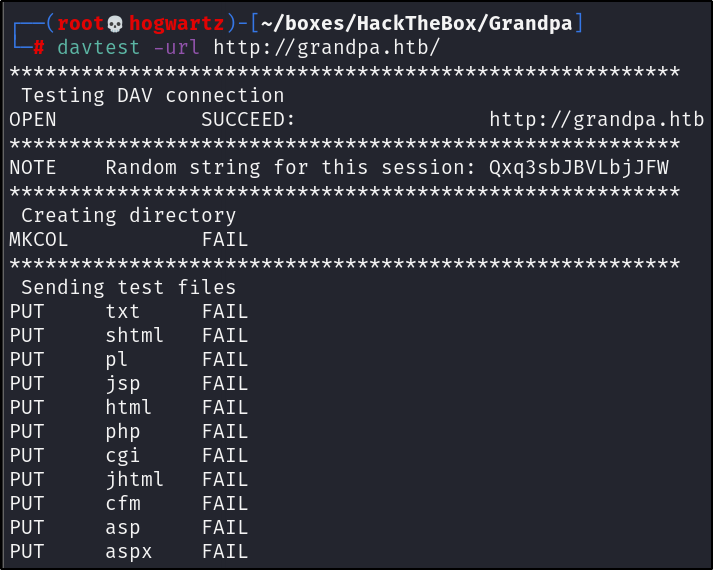 ┌──(root💀hogwartz)-[~/boxes/HackTheBox/Grandpa]
└─# davtest -url http://grandpa.htb/
********************************************************
 Testing DAV connection
OPEN            SUCCEED:                http://grandpa.htb
********************************************************
NOTE    Random string for this session: Qxq3sbJBVLbjJFW
********************************************************
 Creating directory
MKCOL           FAIL
********************************************************
 Sending test files
PUT     txt     FAIL
PUT     shtml   FAIL
PUT     pl      FAIL
PUT     jsp     FAIL
PUT     html    FAIL
PUT     php     FAIL
PUT     cgi     FAIL
PUT     jhtml   FAIL
PUT     cfm     FAIL
PUT     asp     FAIL
PUT     aspx    FAIL